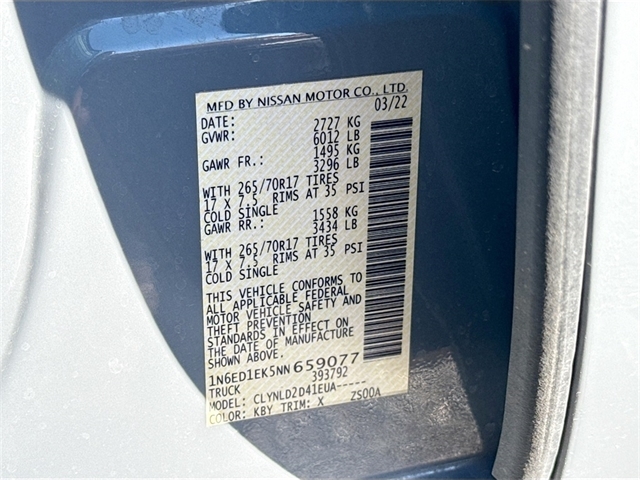 MFD BY NISSAN MOTOR CO., LTD.
DATE: 03/22
GVWR: 2727 KG
6012 LB
GAWR FR.: 1495 KG
3296 LB
WITH 265/70R17 TIRES
17 X 7.5 RIMS AT 35 PSI
COLD SINGLE
GAWR RR.: 1558 KG
3434 LB
WITH 265/70R17 TIRES
17 X 7.5 RIMS AT 35 PSI
COLD SINGLE
THIS VEHICLE CONFORMS TO
ALL APPLICABLE FEDERAL
MOTOR VEHICLE SAFETY AND
THEFT PREVENTION
STANDARDS IN EFFECT ON
THE DATE OF MANUFACTURE
SHOWN ABOVE.
1N6ED1EK5NN659077
TRUCK 393792
MODEL: CLYNLD2D41EUA-----
COLOR: KBY TRIM: X ZS00A